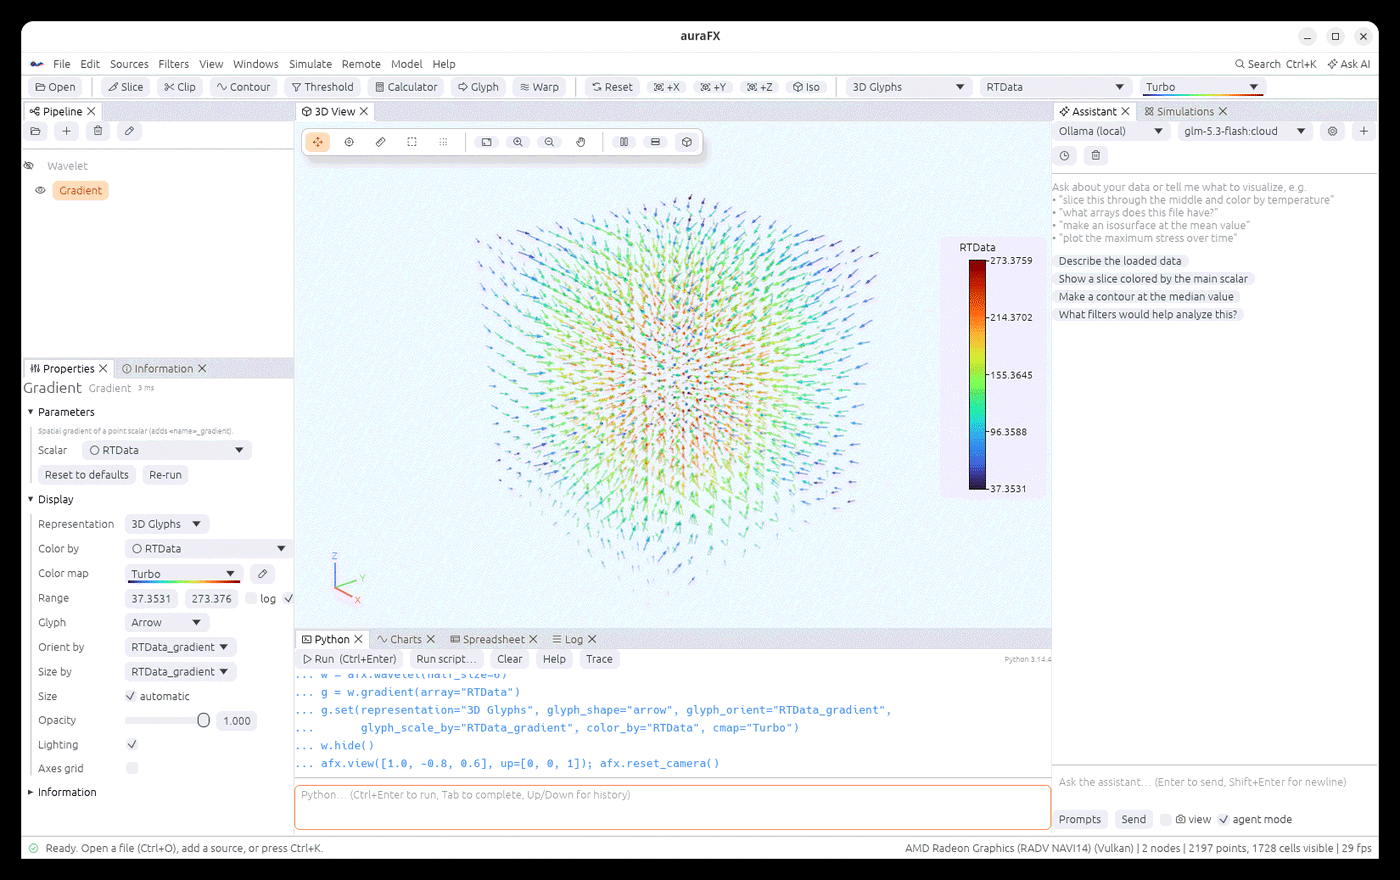 auraFX
File Edit Sources Filters View Windows Simulate Remote Model Help
Search Ctrl+K Ask AI
Open Slice Clip Contour Threshold Calculator Glyph Warp Reset +X +Y +Z Iso 3D Glyphs RTData Turbo
Pipeline
Wavelet
Gradient
Properties Information
Gradient Gradient 3 ms
Parameters
Spatial gradient of a point scalar (adds <name>_gradient).
Scalar RTData
Reset to defaults Re-run
Display
Representation 3D Glyphs
Color by RTData
Color map Turbo
Range 37.3531 273.376 log
Glyph Arrow
Orient by RTData_gradient
Size by RTData_gradient
Size automatic
Opacity 1.000
Lighting
Axes grid
Information
3D View
RTData
273.3759
214.3702
155.3645
96.3588
37.3531
Z
Y
X
Python Charts Spreadsheet Log
Run (Ctrl+Enter) Run script... Clear Help Trace Python 3.14.4
... w = afx.wavelet(half_size=6)
... g = w.gradient(array="RTData")
... g.set(representation="3D Glyphs", glyph_shape="arrow", glyph_orient="RTData_gradient",
... glyph_scale_by="RTData_gradient", color_by="RTData", cmap="Turbo")
... w.hide()
... afx.view([1.0, -0.8, 0.6], up=[0, 0, 1]); afx.reset_camera()
Python... (Ctrl+Enter to run, Tab to complete, Up/Down for history)
Assistant Simulations
Ollama (local) glm-5.3-flash:cloud
Ask about your data or tell me what to visualize, e.g.
• "slice this through the middle and color by temperature"
• "what arrays does this file have?"
• "make an isosurface at the mean value"
• "plot the maximum stress over time"
Describe the loaded data
Show a slice colored by the main scalar
Make a contour at the median value
What filters would help analyze this?
Ask the assistant... (Enter to send, Shift+Enter for newline)
Prompts Send view agent mode
Ready. Open a file (Ctrl+O), add a source, or press Ctrl+K.
AMD Radeon Graphics (RADV NAVI14) (Vulkan) | 2 nodes | 2197 points, 1728 cells visible | 29 fps